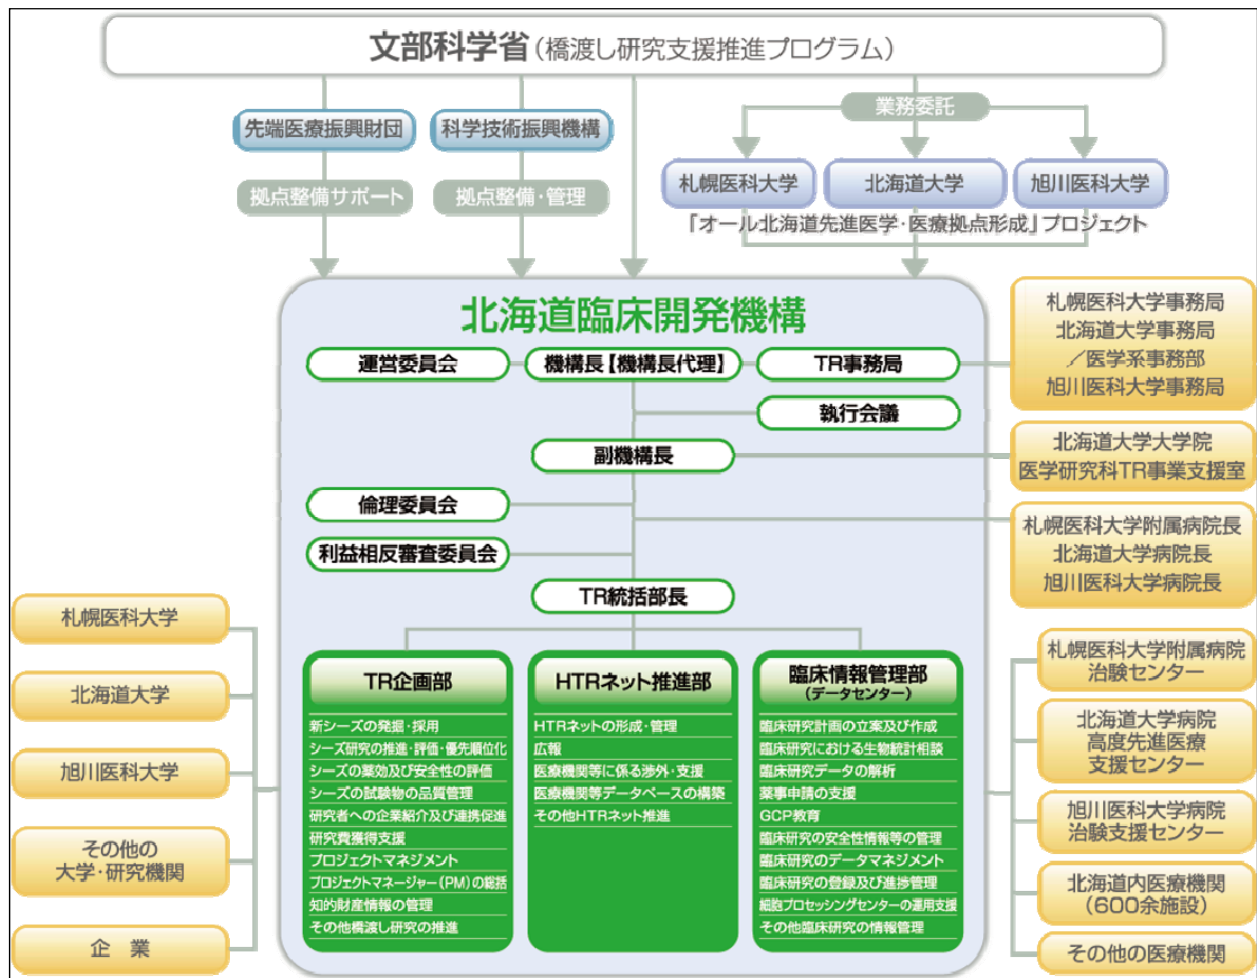 文部科学省(橋渡し研究支援推進プログラム)
業務委託
先端医療振興財団
科学技術振興機構
拠点整備サポート
拠点整備・管理
札幌医科大学
北海道大学
旭川医科大学
「オール北海道先進医学・医療拠点形成」プロジェクト
北海道臨床開発機構
運営委員会
機構長【機構長代理】
TR事務局
執行会議
副機構長
倫理委員会
利益相反審査委員会
TR統括部長
札幌医科大学事務局
北海道大学事務局
/医学系事務部
旭川医科大学事務局
北海道大学大学院
医学研究科TR事業支援室
札幌医科大学附属病院長
北海道大学病院長
旭川医科大学病院長
札幌医科大学
北海道大学
旭川医科大学
その他の
大学・研究機関
企 業
TR企画部
新シーズの発掘・採用
シーズ研究の推進・評価・優先順位化
シーズの薬効及び安全性の評価
シーズの試験物の品質管理
研究者への企業紹介及び連携促進
研究費獲得支援
プロジェクトマネジメント
プロジェクトマネージャー(PM)の総括
知的財産情報の管理
その他橋渡し研究の推進
HTRネット推進部
HTRネットの形成・管理
広報
医療機関等に係る渉外・支援
医療機関等データベースの構築
その他HTRネット推進
臨床情報管理部
(データセンター)
臨床研究計画の立案及び作成
臨床研究における生物統計相談
臨床研究データの解析
薬事申請の支援
GCP教育
臨床研究の安全性情報等の管理
臨床研究のデータマネジメント
臨床研究の登録及び進捗管理
細胞プロセッシングセンターの運用支援
その他臨床研究の情報管理
札幌医科大学附属病院
治験センター
北海道大学病院
高度先進医療
支援センター
旭川医科大学病院
治験支援センター
北海道内医療機関
(600余施設)
その他の医療機関